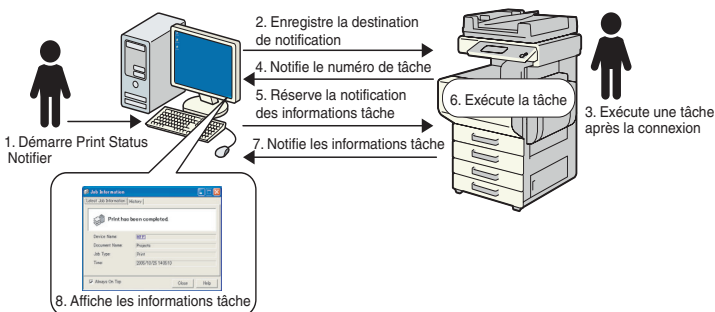 2. Enregistre la destination
de notification
4. Notifie le numéro de tâche
5. Réserve la notification
des informations tâche
7. Notifie les informations tâche
1. Démarre Print Status
Notifier
6. Exécute la tâche
3. Exécute une tâche
après la connexion
Job Information
Latest Job Information
History
Print has been completed.
Device Name
Document Name
Projects
Job Type
Print
Time
Always On Top
Close
Help
8. Affiche les informations tâche